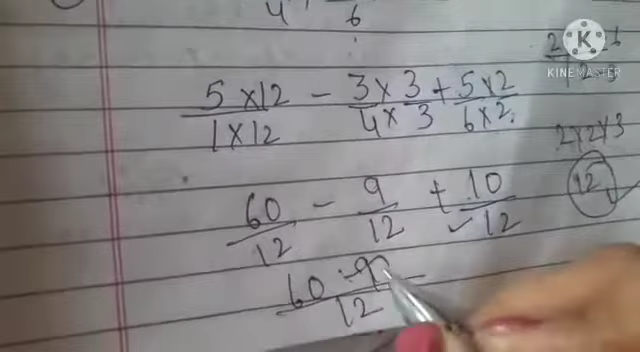 4 6
5 × 12 / 1 × 12 − 3 × 3 / 4 × 3 + 5 × 2 / 6 × 2
2 × 2 × 3
12
60 / 12 − 9 / 12 + 10 / 12
60 - 9 / 12
KINEMASTER